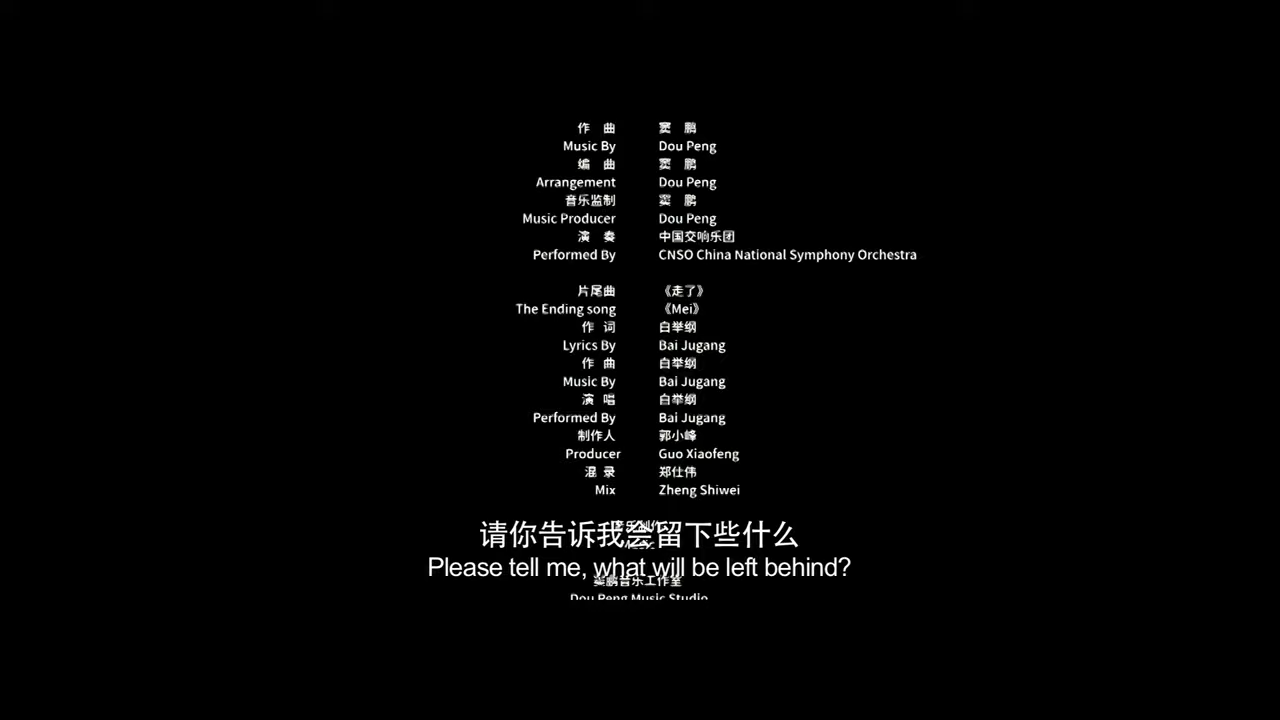 作 曲 窦 鹏
Music By Dou Peng
编 曲 窦 鹏
Arrangement Dou Peng
音乐监制 窦 鹏
Music Producer Dou Peng
演 奏 中国交响乐团
Performed By CNSO China National Symphony Orchestra
片尾曲 《走了》
The Ending song 《Mei》
作 词 白举纲
Lyrics By Bai Jugang
作 曲 白举纲
Music By Bai Jugang
演 唱 白举纲
Performed By Bai Jugang
制作人 郭小峰
Producer Guo Xiaofeng
混 录 郑仕伟
Mix Zheng Shiwei
音乐制作
请你告诉我会留下些什么
Please tell me, what will be left behind?
窦鹏音乐工作室
Dou Peng Music Studio